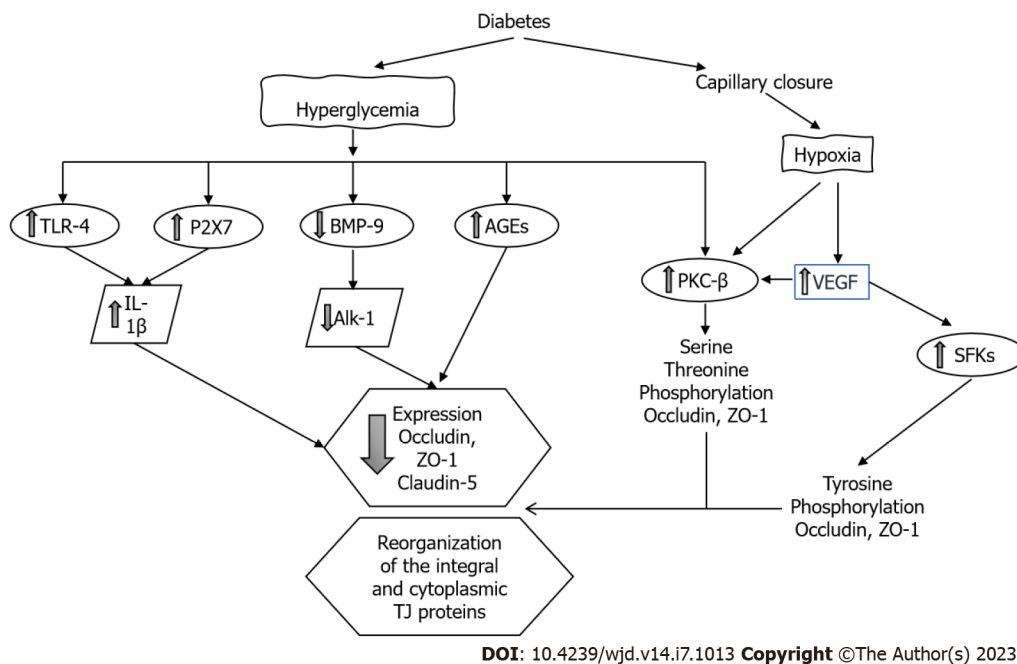 Diabetes
Capillary closure
Hyperglycemia
Hypoxia
TLR-4
P2X7
BMP-9
AGEs
PKC-β
VEGF
IL-
1β
Alk-1
SFKs
Serine
Threonine
Phosphorylation
Occludin, ZO-1
Expression
Occludin,
ZO-1
Claudin-5
Tyrosine
Phosphorylation
Occludin, ZO-1
Reorganization
of the integral
and cytoplasmic
TJ proteins
DOI: 10.4239/wjd.v14.i7.1013 Copyright ©The Author(s) 2023